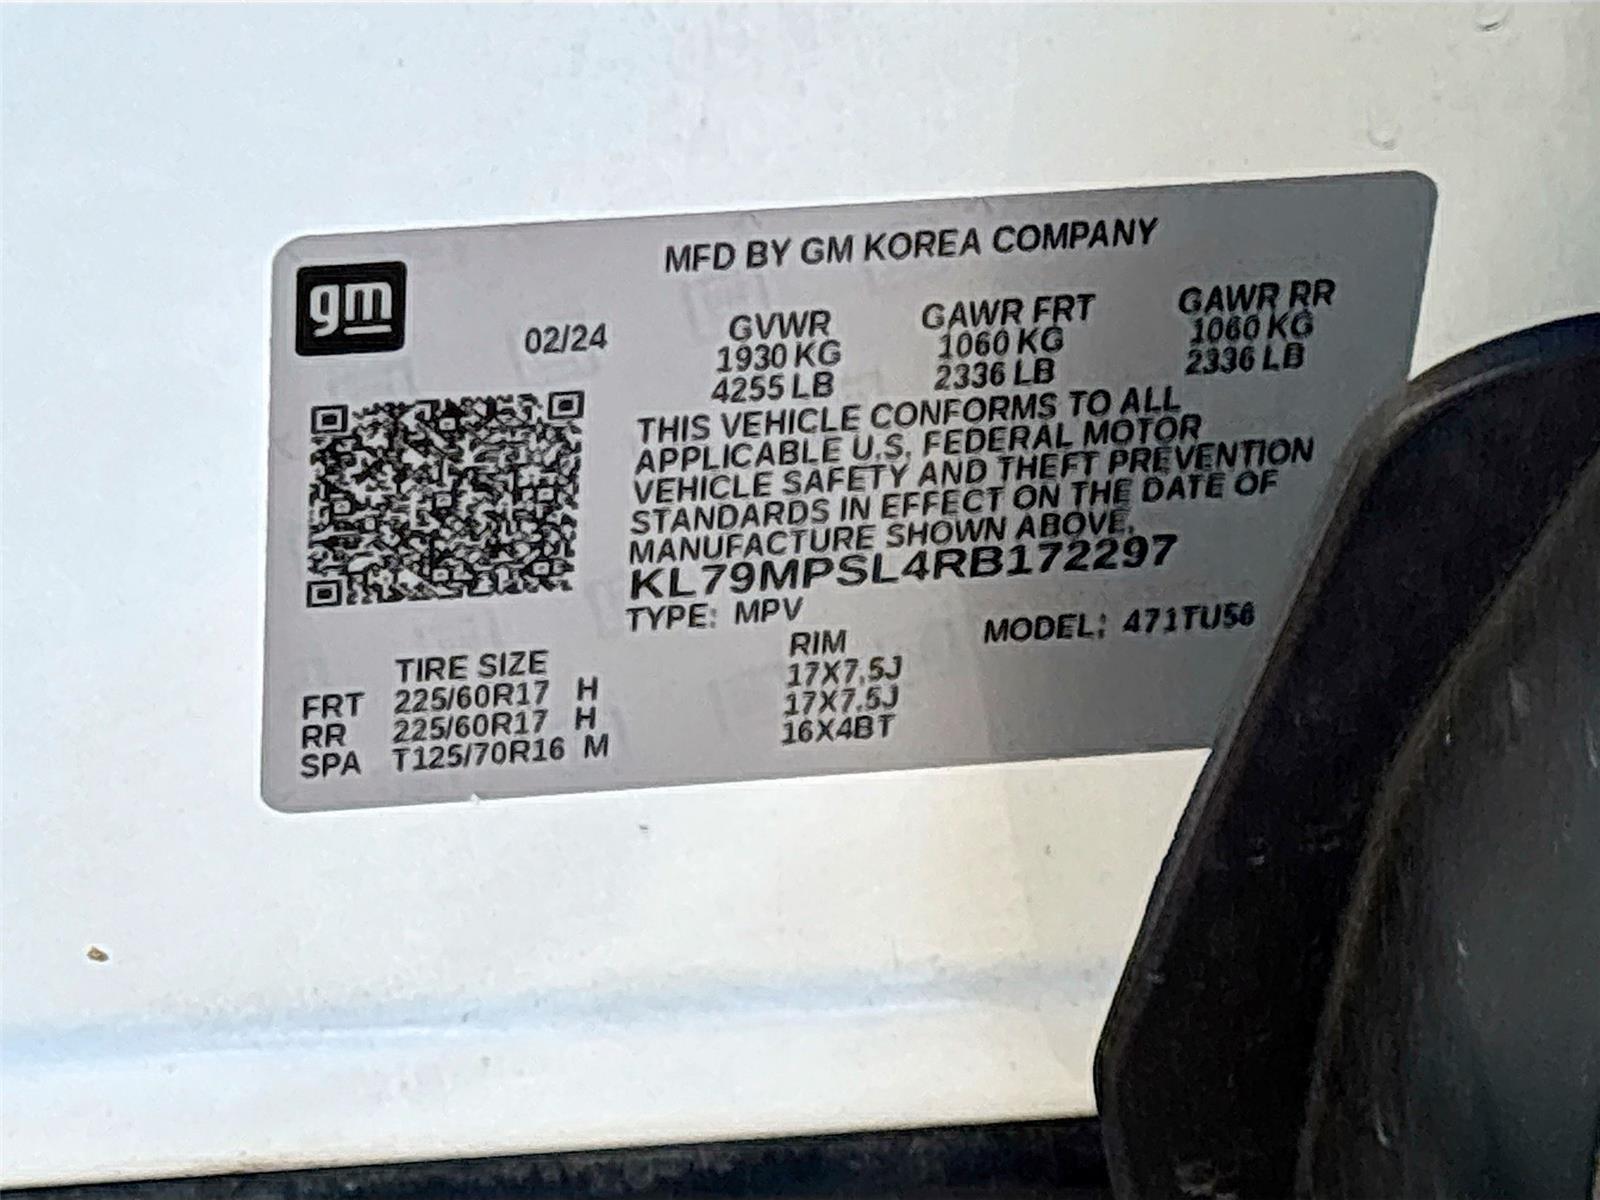 gm
MFD BY GM KOREA COMPANY
02/24
GVWR GAWR FRT GAWR RR
1930 KG 1060 KG 1060 KG
4255 LB 2336 LB 2336 LB
THIS VEHICLE CONFORMS TO ALL
APPLICABLE U.S. FEDERAL MOTOR
VEHICLE SAFETY AND THEFT PREVENTION
STANDARDS IN EFFECT ON THE DATE OF
MANUFACTURE SHOWN ABOVE.
KL79MPSL4RB172297
TYPE: MPV MODEL: 471TU56
TIRE SIZE RIM
FRT 225/60R17 H 17X7.5J
RR 225/60R17 H 17X7.5J
SPA T125/70R16 M 16X4BT